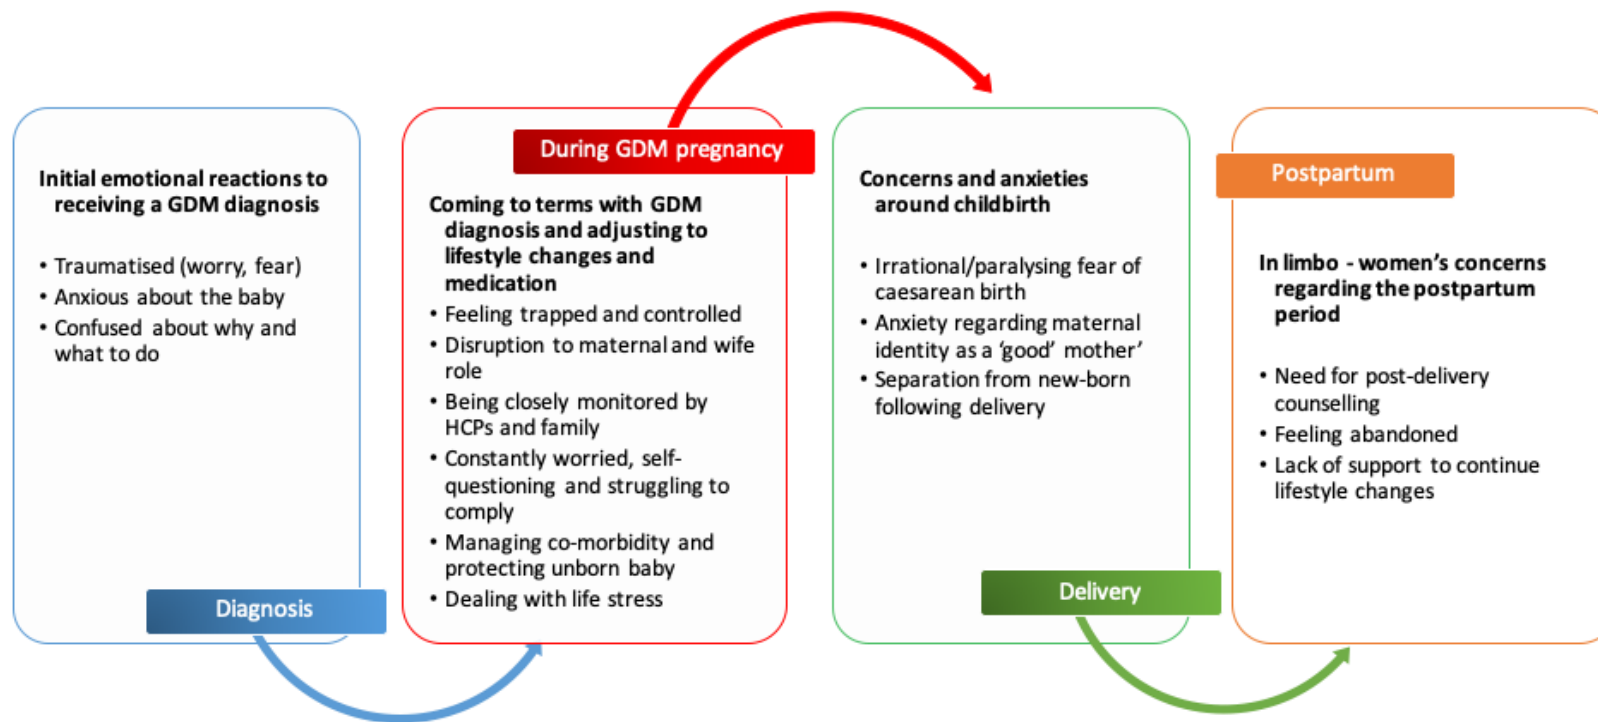 Initial emotional reactions to
receiving a GDM diagnosis
• Traumatised (worry, fear)
• Anxious about the baby
• Confused about why and
what to do
Diagnosis
During GDM pregnancy
Coming to terms with GDM
diagnosis and adjusting to
lifestyle changes and
medication
• Feeling trapped and controlled
• Disruption to maternal and wife
role
• Being closely monitored by
HCPs and family
• Constantly worried, self-
questioning and struggling to
comply
• Managing co-morbidity and
protecting unborn baby
• Dealing with life stress
Concerns and anxieties
around childbirth
• Irrational/paralysing fear of
caesarean birth
• Anxiety regarding maternal
identity as a ‘good’ mother’
• Separation from new-born
following delivery
Delivery
Postpartum
In limbo - women’s concerns
regarding the postpartum
period
• Need for post-delivery
counselling
• Feeling abandoned
• Lack of support to continue
lifestyle changes